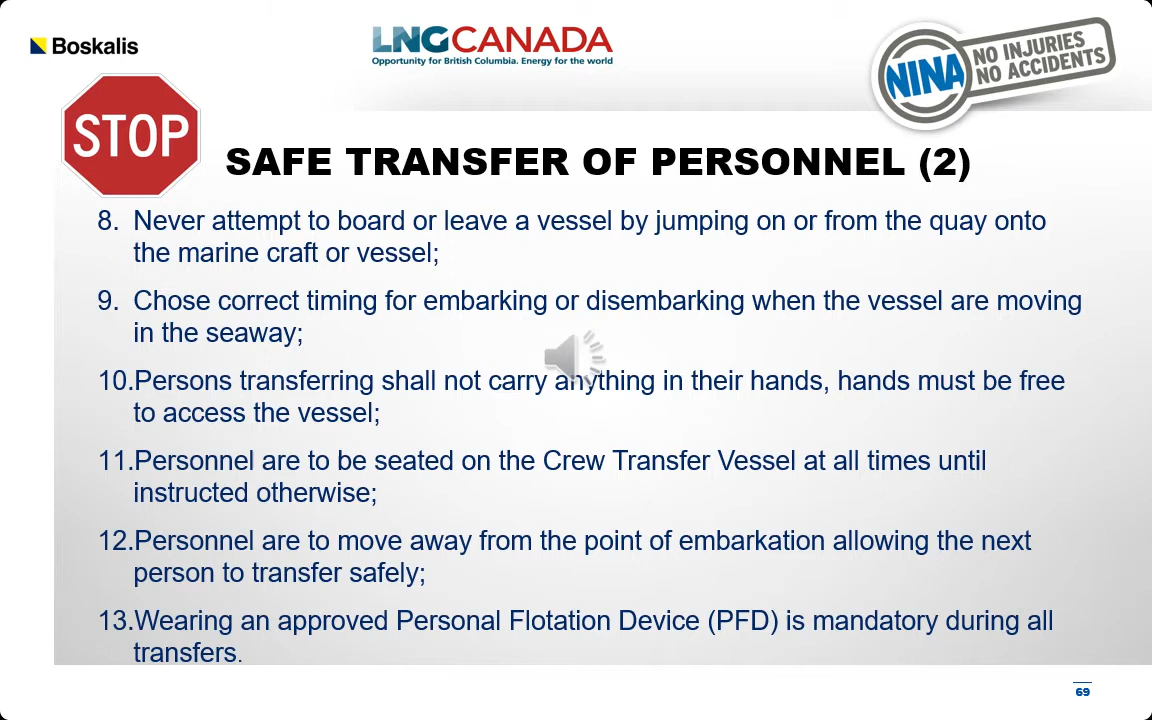 Boskalis
LNGCANADA
Opportunity for British Columbia. Energy for the world
NINA
NO INJURIES
NO ACCIDENTS
STOP
SAFE TRANSFER OF PERSONNEL (2)
8. Never attempt to board or leave a vessel by jumping on or from the quay onto
the marine craft or vessel;
9. Chose correct timing for embarking or disembarking when the vessel are moving
in the seaway;
10.Persons transferring shall not carry anything in their hands, hands must be free
to access the vessel;
11.Personnel are to be seated on the Crew Transfer Vessel at all times until
instructed otherwise;
12.Personnel are to move away from the point of embarkation allowing the next
person to transfer safely;
13.Wearing an approved Personal Flotation Device (PFD) is mandatory during all
transfers.
69